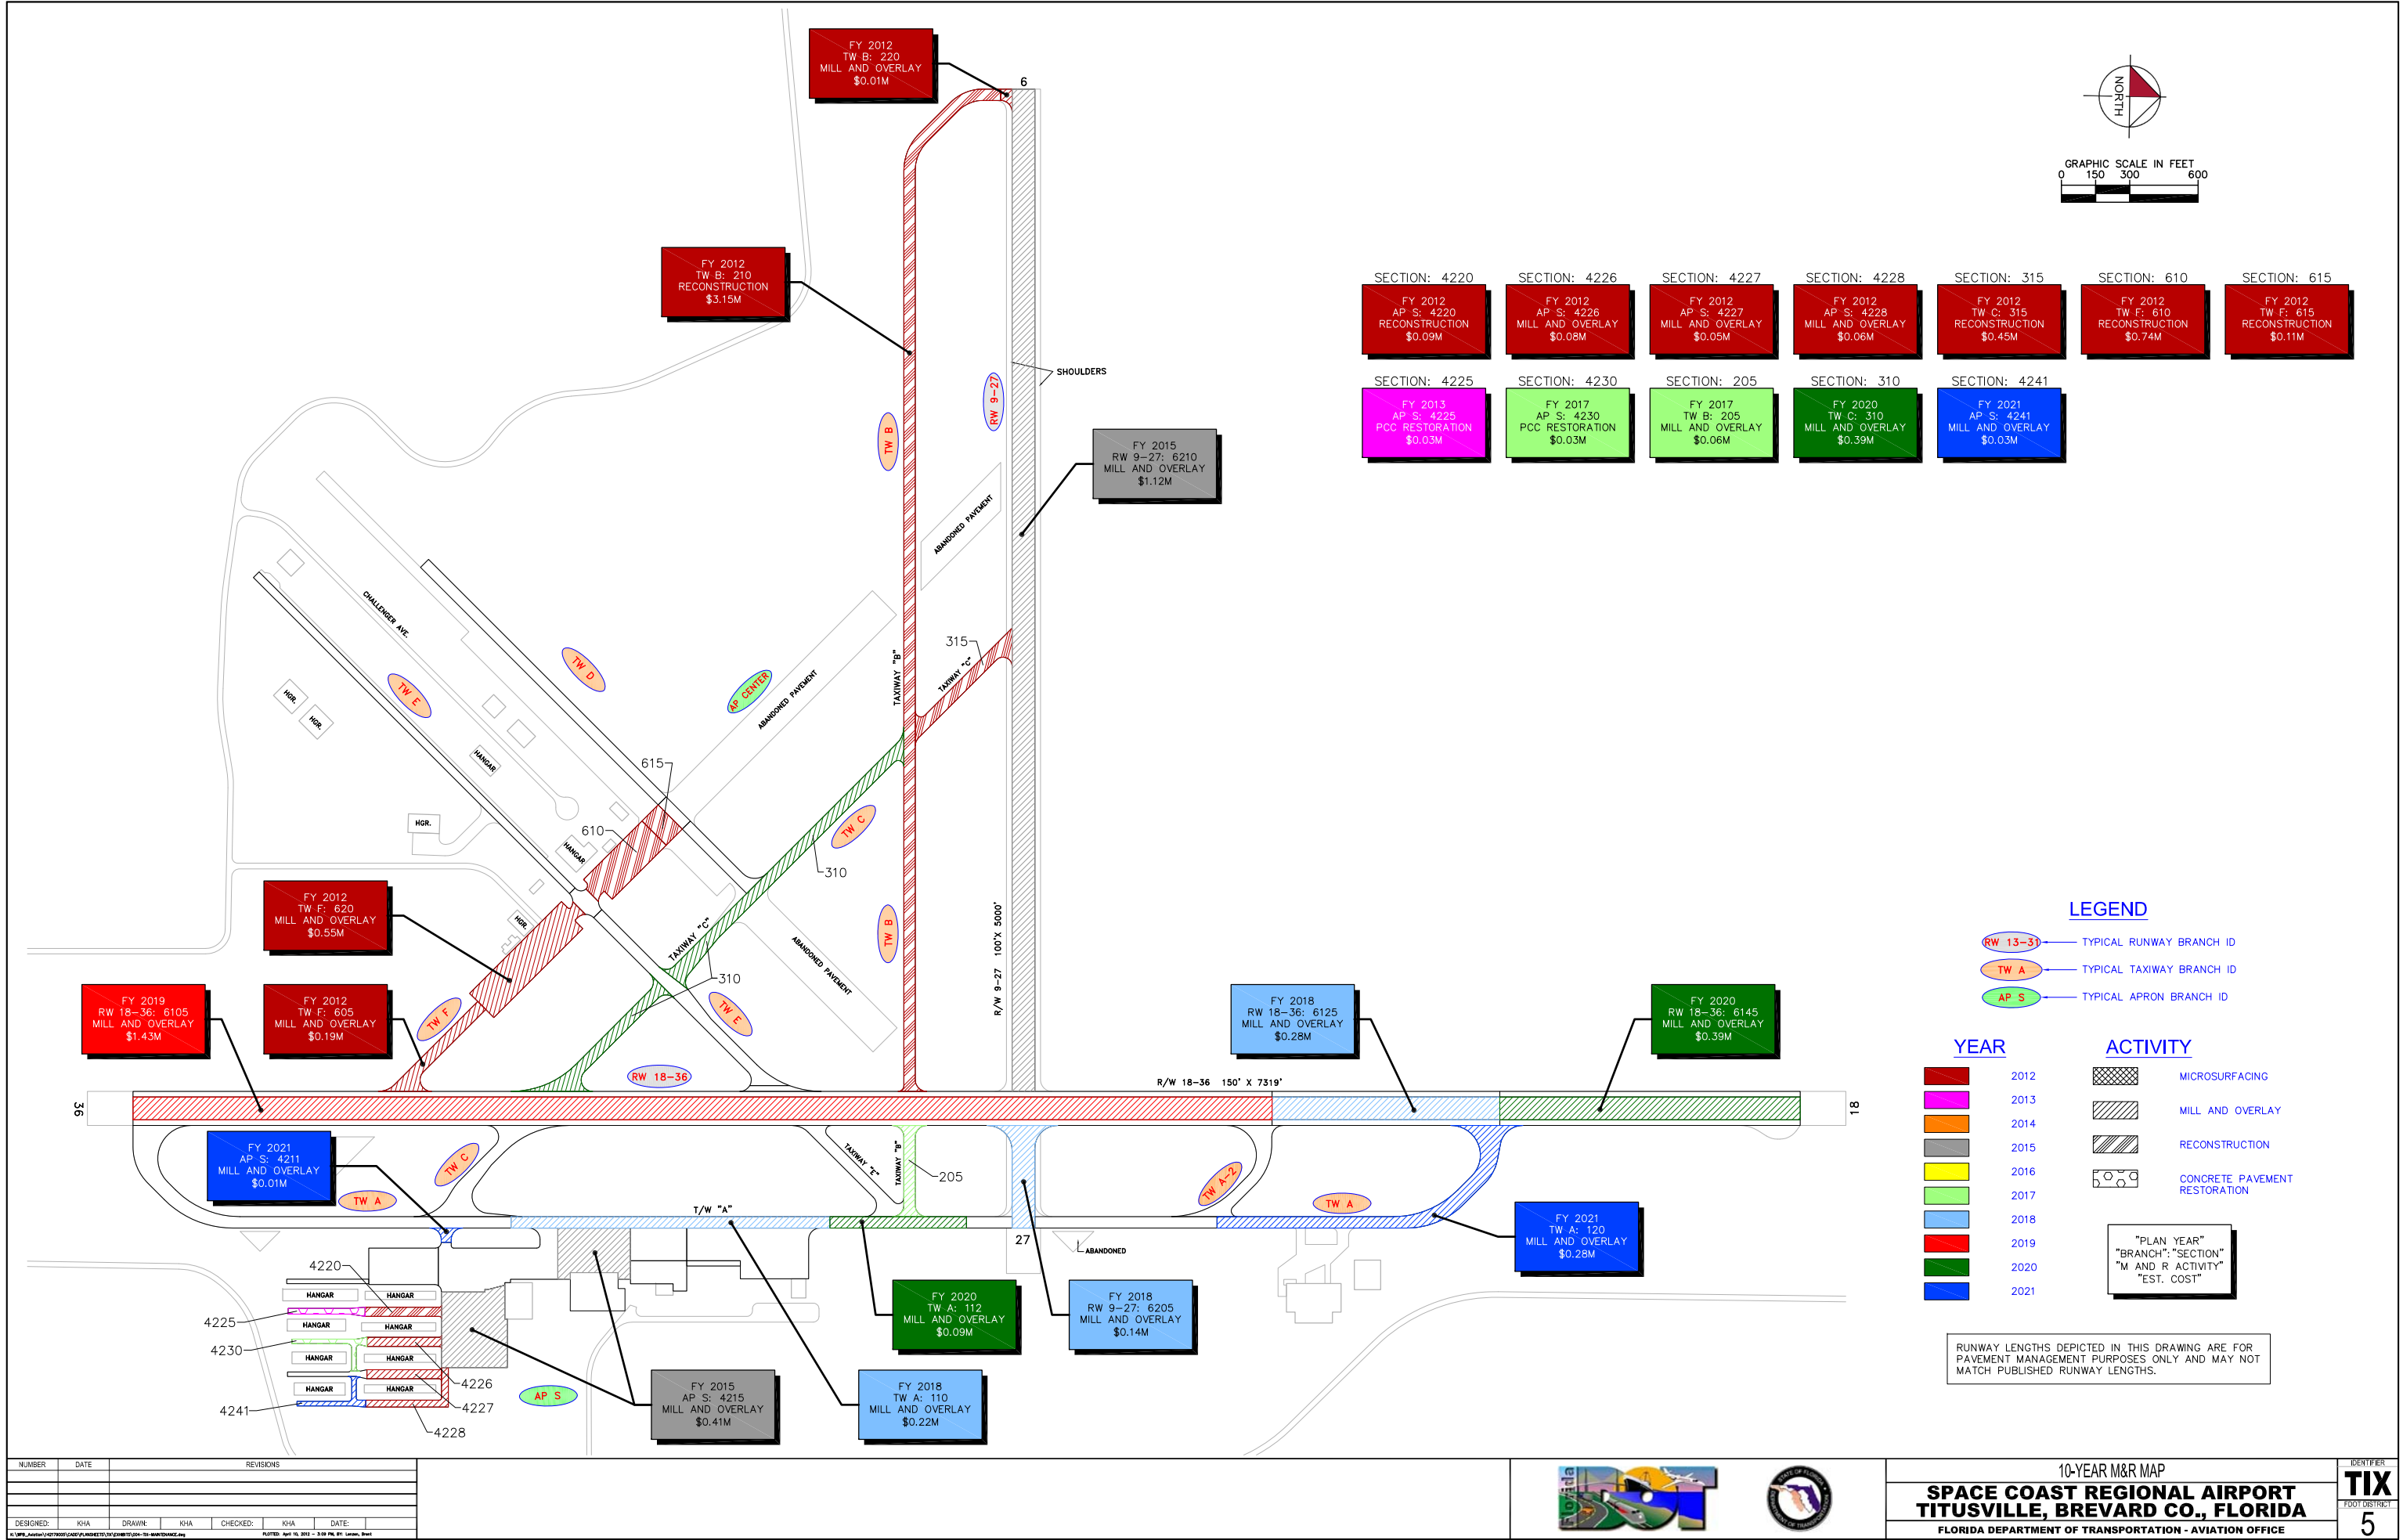 FY 2012
TW B: 220
MILL AND OVERLAY
$0.01M
6
NORTH
GRAPHIC SCALE IN FEET
0 150 300 600
FY 2012
TW B: 210
RECONSTRUCTION
$3.15M
SECTION: 4220
FY 2012
AP S: 4220
RECONSTRUCTION
$0.09M
SECTION: 4226
FY 2012
AP S: 4226
MILL AND OVERLAY
$0.08M
SECTION: 4227
FY 2012
AP S: 4227
MILL AND OVERLAY
$0.05M
SECTION: 4228
FY 2012
AP S: 4228
MILL AND OVERLAY
$0.06M
SECTION: 315
FY 2012
TW C: 315
RECONSTRUCTION
$0.45M
SECTION: 610
FY 2012
TW F: 610
RECONSTRUCTION
$0.74M
SECTION: 615
FY 2012
TW F: 615
RECONSTRUCTION
$0.11M
SECTION: 4225
FY 2013
AP S: 4225
PCC RESTORATION
$0.03M
SECTION: 4230
FY 2017
AP S: 4230
PCC RESTORATION
$0.03M
SECTION: 205
FY 2017
TW B: 205
MILL AND OVERLAY
$0.06M
SECTION: 310
FY 2020
TW C: 310
MILL AND OVERLAY
$0.39M
SECTION: 4241
FY 2021
AP S: 4241
MILL AND OVERLAY
$0.03M
SHOULDERS
RW 9-27
TW B
FY 2015
RW 9-27: 6210
MILL AND OVERLAY
$1.12M
ABANDONED PAVEMENT
CHALLENGER AVE.
TW D
TW E
AP CENTER
ABANDONED PAVEMENT
TAXIWAY "B"
315
TAXIWAY "C"
HGR.
HGR.
HANGAR
615
610
HGR.
HANGAR
TW C
310
HGR.
FY 2012
TW F: 620
MILL AND OVERLAY
$0.55M
TAXIWAY "C"
TW B
ABANDONED PAVEMENT
R/W 9-27 100'X 5000'
310
TW E
TW F
FY 2019
RW 18-36: 6105
MILL AND OVERLAY
$1.43M
FY 2012
TW F: 605
MILL AND OVERLAY
$0.19M
FY 2018
RW 18-36: 6125
MILL AND OVERLAY
$0.28M
FY 2020
RW 18-36: 6145
MILL AND OVERLAY
$0.39M
RW 18-36
R/W 18-36 150' X 7319'
36
18
LEGEND
RW 13-31 TYPICAL RUNWAY BRANCH ID
TW A TYPICAL TAXIWAY BRANCH ID
AP S TYPICAL APRON BRANCH ID
YEAR
2012
2013
2014
2015
2016
2017
2018
2019
2020
2021
ACTIVITY
MICROSURFACING
MILL AND OVERLAY
RECONSTRUCTION
CONCRETE PAVEMENT
RESTORATION
"PLAN YEAR"
"BRANCH": "SECTION"
"M AND R ACTIVITY"
"EST. COST"
FY 2021
AP S: 4211
MILL AND OVERLAY
$0.01M
TW C
TW A
TAXIWAY "E"
TAXIWAY "B"
205
TW A-2
TW A
T/W "A"
27
ABANDONED
FY 2021
TW A: 120
MILL AND OVERLAY
$0.28M
4220
HANGAR
HANGAR
4225
HANGAR
HANGAR
4230
HANGAR
HANGAR
4226
HANGAR
HANGAR
4227
4241
4228
AP S
FY 2020
TW A: 112
MILL AND OVERLAY
$0.09M
FY 2018
RW 9-27: 6205
MILL AND OVERLAY
$0.14M
FY 2015
AP S: 4215
MILL AND OVERLAY
$0.41M
FY 2018
TW A: 110
MILL AND OVERLAY
$0.22M
RUNWAY LENGTHS DEPICTED IN THIS DRAWING ARE FOR
PAVEMENT MANAGEMENT PURPOSES ONLY AND MAY NOT
MATCH PUBLISHED RUNWAY LENGTHS.
NUMBER DATE REVISIONS
DESIGNED: KHA DRAWN: KHA CHECKED: KHA DATE:
Florida DOT
10-YEAR M&R MAP
SPACE COAST REGIONAL AIRPORT
TITUSVILLE, BREVARD CO., FLORIDA
FLORIDA DEPARTMENT OF TRANSPORTATION - AVIATION OFFICE
IDENTIFIER
TIX
FDOT DISTRICT
5